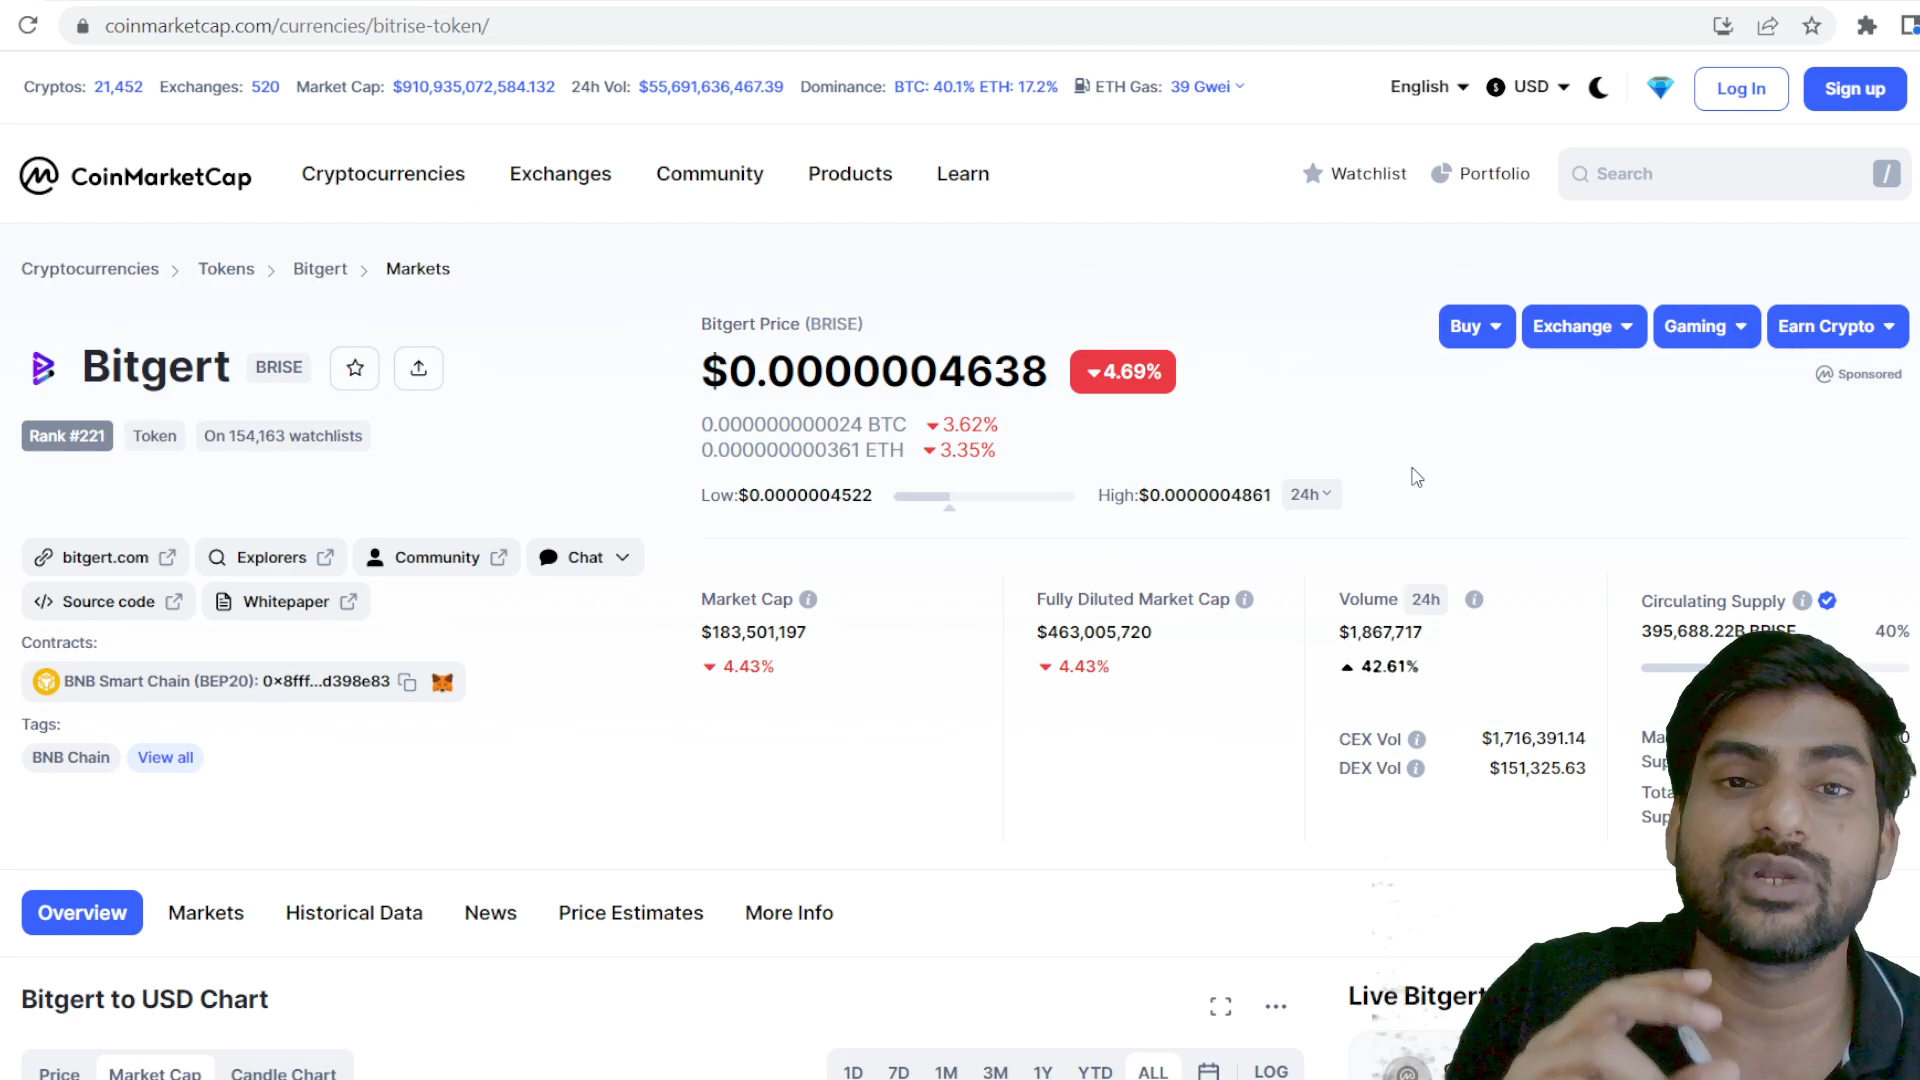 coinmarketcap.com/currencies/bitrise-token/
Cryptos: 21,452 Exchanges: 520 Market Cap: $910,935,072,584.132 24h Vol: $55,691,636,467.39 Dominance: BTC: 40.1% ETH: 17.2% ETH Gas: 39 Gwei English USD Log In Sign up
CoinMarketCap Cryptocurrencies Exchanges Community Products Learn Watchlist Portfolio Search /
Cryptocurrencies > Tokens > Bitgert > Markets
Bitgert Price (BRISE)
Buy Exchange Gaming Earn Crypto
Bitgert BRISE
$0.0000004638 4.69%
Sponsored
0.000000000024 BTC 3.62%
Rank #221 Token On 154,163 watchlists
0.000000000361 ETH 3.35%
Low:$0.0000004522 High:$0.0000004861 24h
bitgert.com Explorers Community Chat
Source code Whitepaper
Market Cap Fully Diluted Market Cap Volume 24h Circulating Supply
$183,501,197 $463,005,720 $1,867,717 395,688.22B BRISE 40%
4.43% 4.43% 42.61%
Contracts:
BNB Smart Chain (BEP20): 0x8fff...d398e83
Tags:
BNB Chain View all
CEX Vol $1,716,391.14
DEX Vol $151,325.63
Overview Markets Historical Data News Price Estimates More Info
Bitgert to USD Chart
Live Bitgert
Price Market Cap Candle Chart 1D 7D 1M 3M 1Y YTD ALL LOG